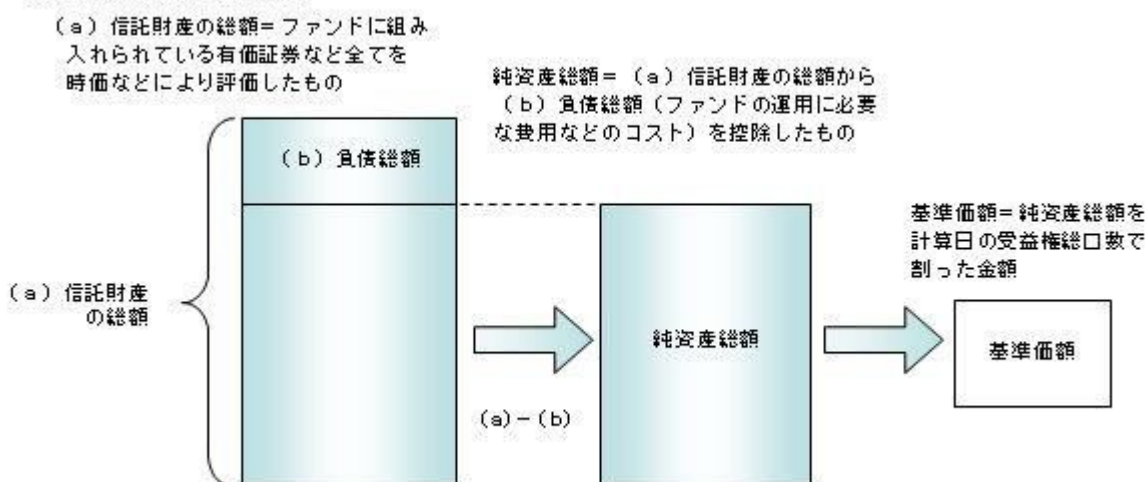 (a)信託財産の総額=ファンドに組み
入れられている有価証券など全てを
時価などにより評価したもの
純資産総額=(a)信託財産の総額から
(b)負債総額(ファンドの運用に必要
な費用などのコスト)を控除したもの
(b)負債総額
基準価額=純資産総額を
計算日の受益権総口数で
割った金額
(a)信託財産
の総額
純資産総額
基準価額
(a)-(b)